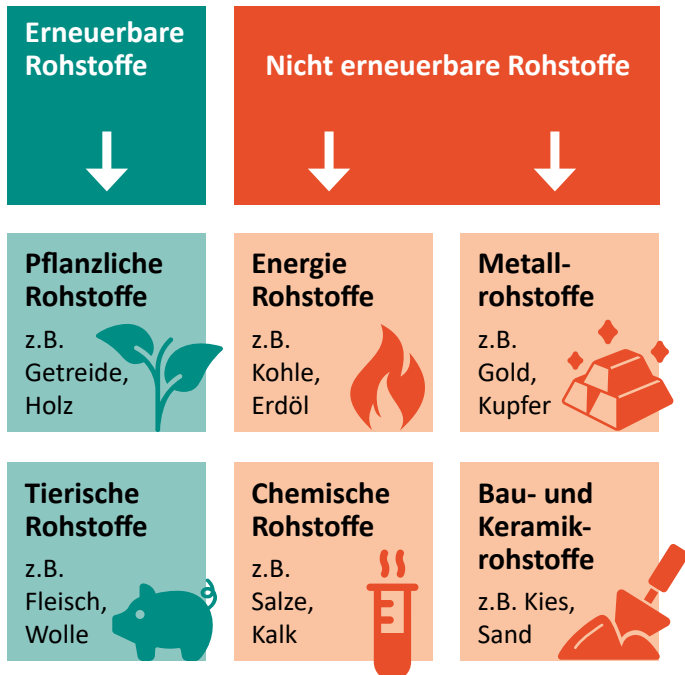 Erneuerbare
Rohstoffe
Nicht erneuerbare Rohstoffe
Pflanzliche
Rohstoffe
z.B.
Getreide,
Holz
Energie
Rohstoffe
z.B.
Kohle,
Erdöl
Metall-
rohstoffe
z.B.
Gold,
Kupfer
Tierische
Rohstoffe
z.B.
Fleisch,
Wolle
Chemische
Rohstoffe
z.B.
Salze,
Kalk
Bau- und
Keramik-
rohstoffe
z.B. Kies,
Sand